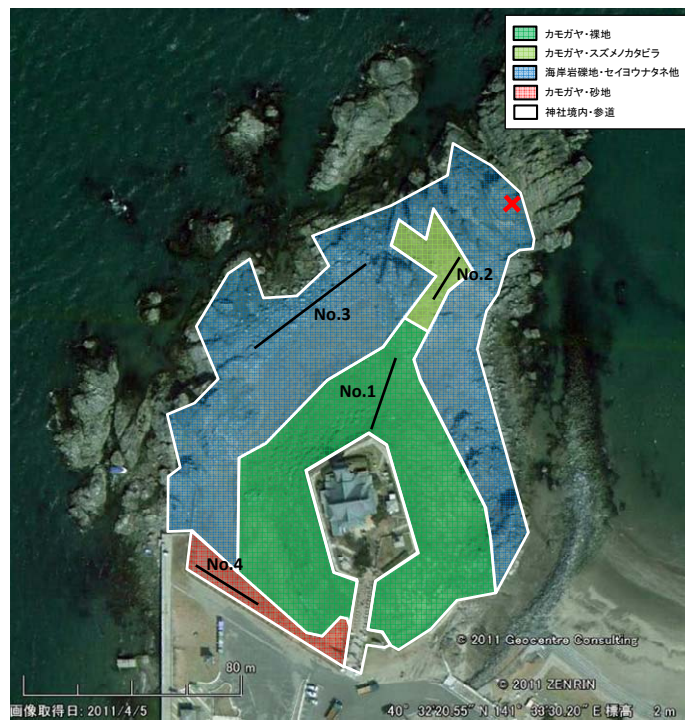 カモガヤ・裸地
カモガヤ・スズメノカタビラ
海岸岩礫地・セイヨウナタネ他
カモガヤ・砂地
神社境内・参道
No.2
No.3
No.1
No.4
© 2011 Geocentre Consulting
80 m
© 2011 ZENRIN
画像取得日: 2011/4/5
40° 32'20.55" N 141° 33'30.20" E 標高 2 m